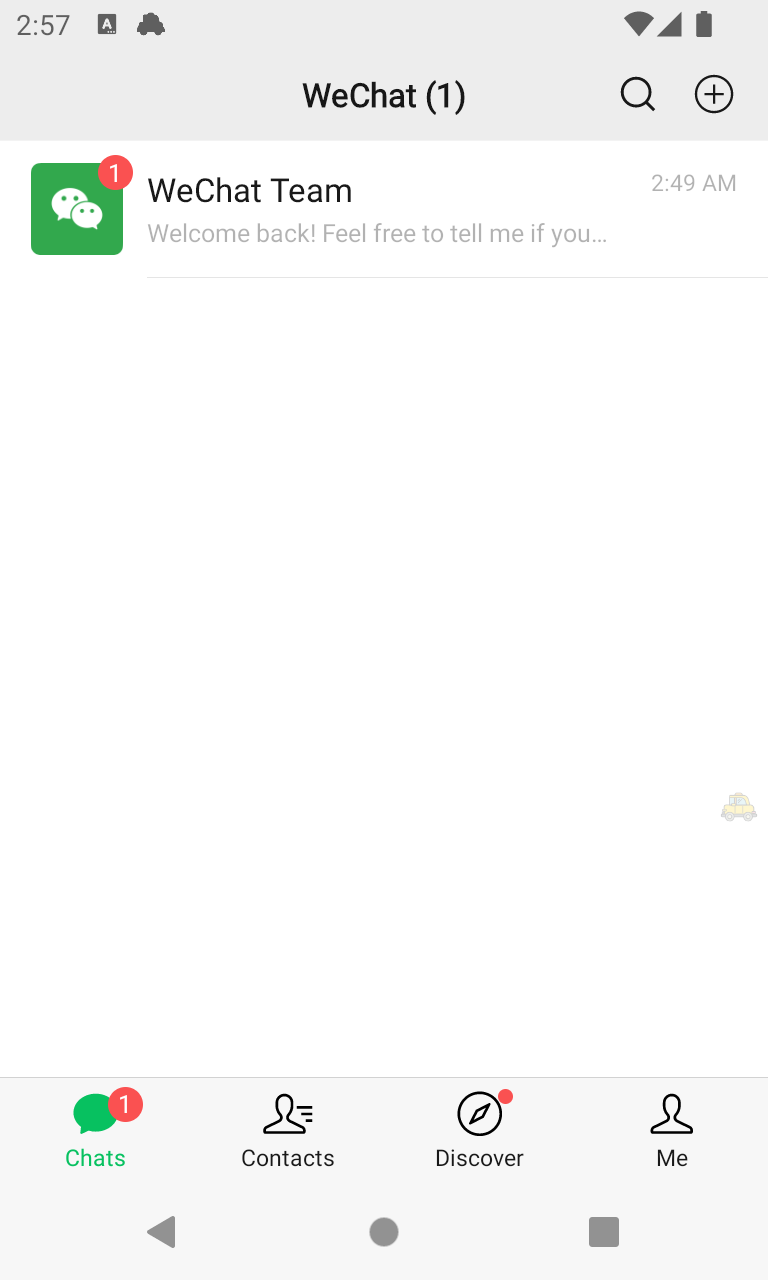 2:57
WeChat (1)
1
WeChat Team
2:49 AM
Welcome back! Feel free to tell me if you…
1
Chats
Contacts
Discover
Me